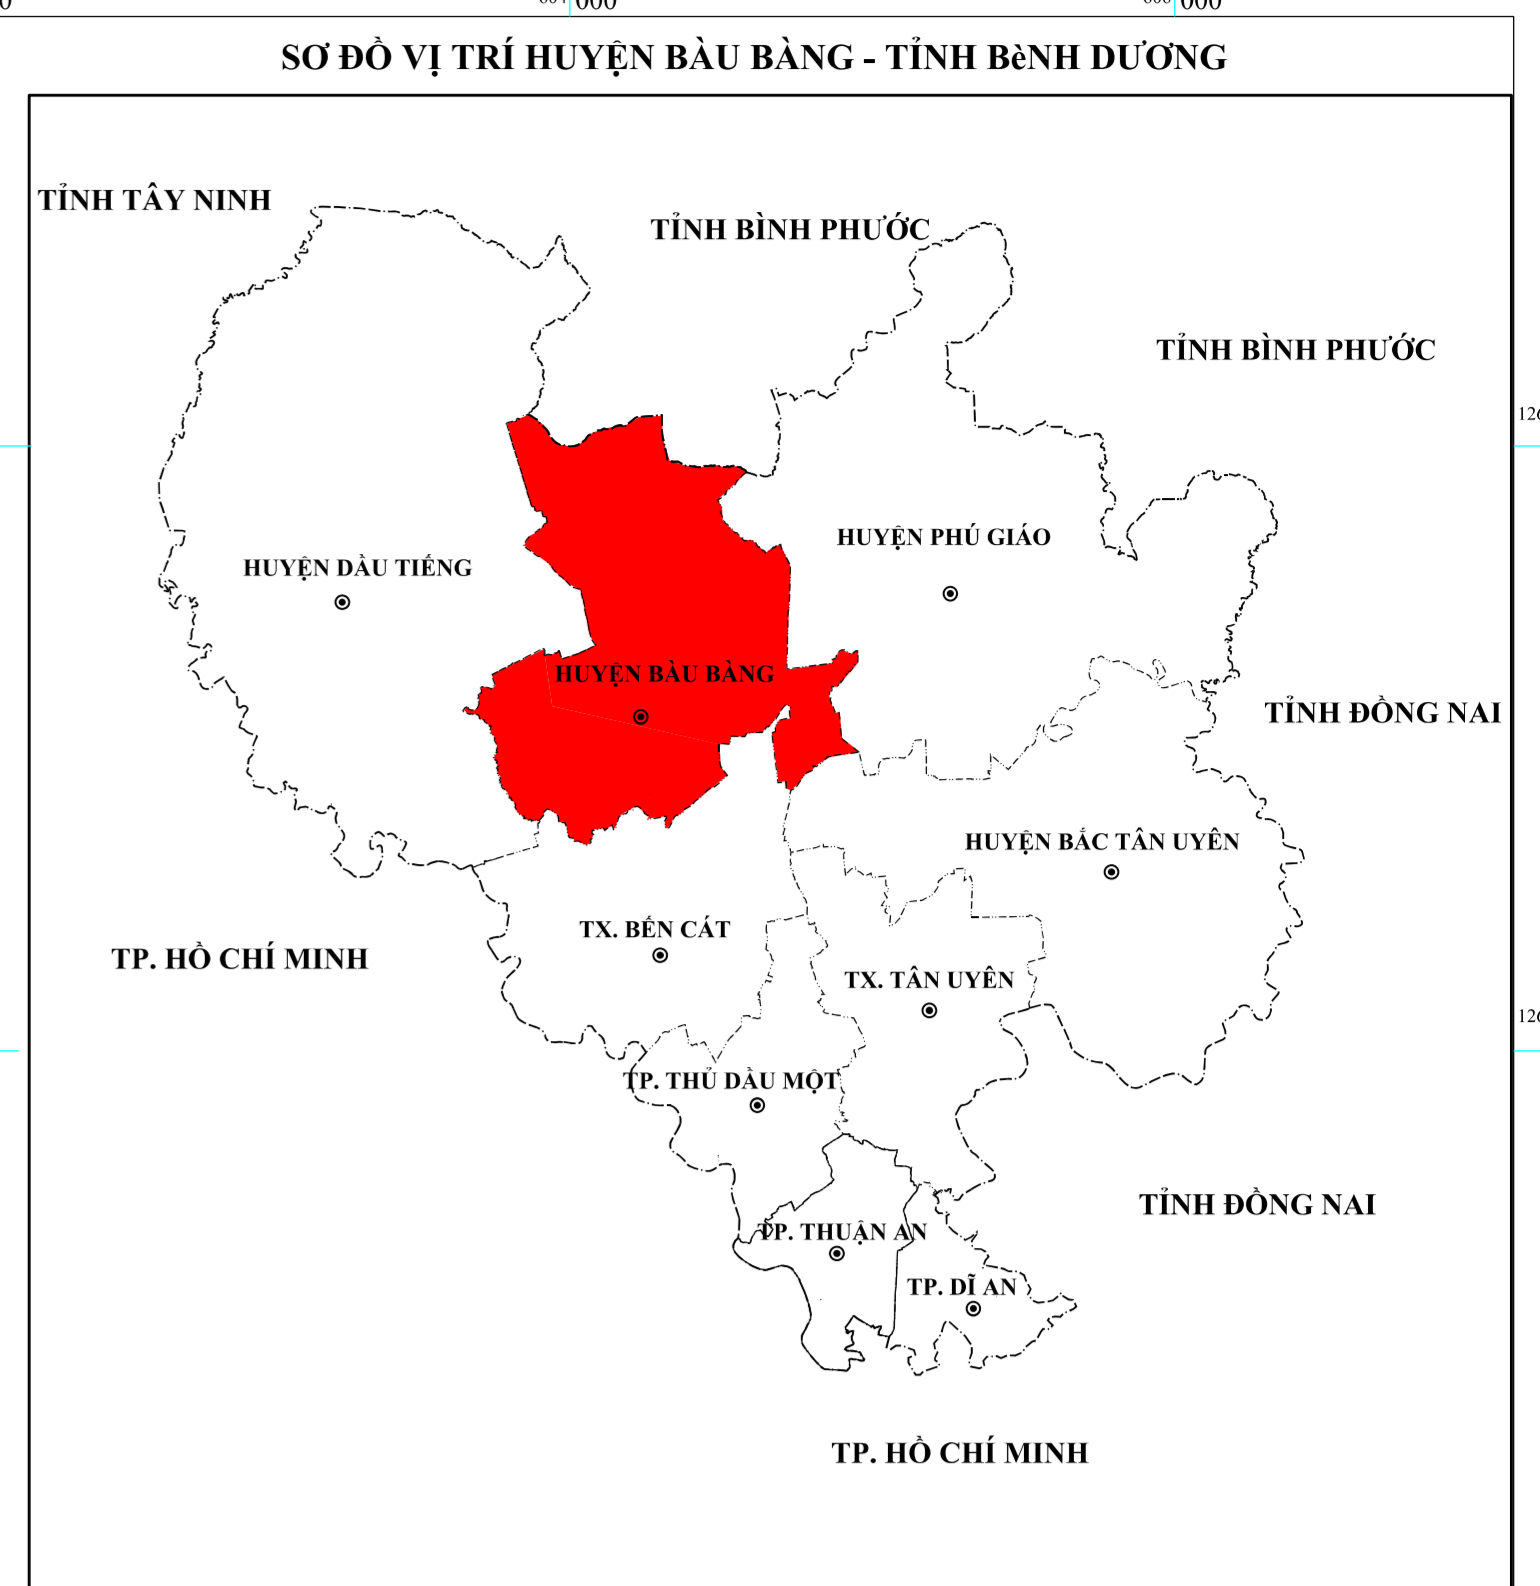 000
000
SƠ ĐỒ VỊ TRÍ HUYỆN BÀU BÀNG - TỈNH BèNH DƯƠNG
TỈNH TÂY NINH
TỈNH BÌNH PHƯỚC
TỈNH BÌNH PHƯỚC
HUYỆN PHÚ GIÁO
HUYỆN DẦU TIẾNG
HUYỆN BÀU BÀNG
TỈNH ĐỒNG NAI
HUYỆN BẮC TÂN UYÊN
TX. BẾN CÁT
TP. HỒ CHÍ MINH
TX. TÂN UYÊN
TP. THỦ DẦU MỘT
TỈNH ĐỒNG NAI
TP. THUẬN AN
TP. DĨ AN
TP. HỒ CHÍ MINH